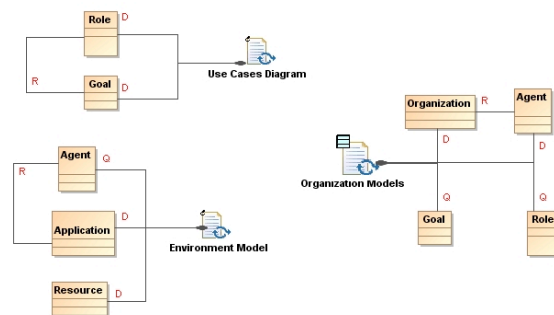 Role
D
R
Goal
D
Use Cases Diagram
Agent
Q
R
Application
D
Environment Model
Resource
D
Organization
R
Agent
D
D
Organization Models
Q
Q
Goal
Role